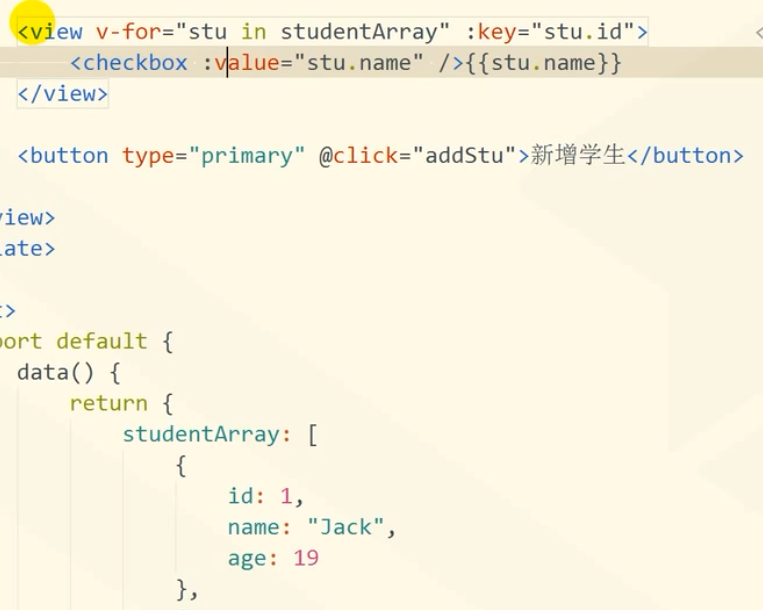 <view v-for="stu in studentArray" :key="stu.id"> <
<checkbox :value="stu.name" />{{stu.name}}
</view>
<button type="primary" @click="addStu">新增学生</button>
view>
ate>
t>
port default {
data() {
return {
studentArray: [
{
id: 1,
name: "Jack",
age: 19
},